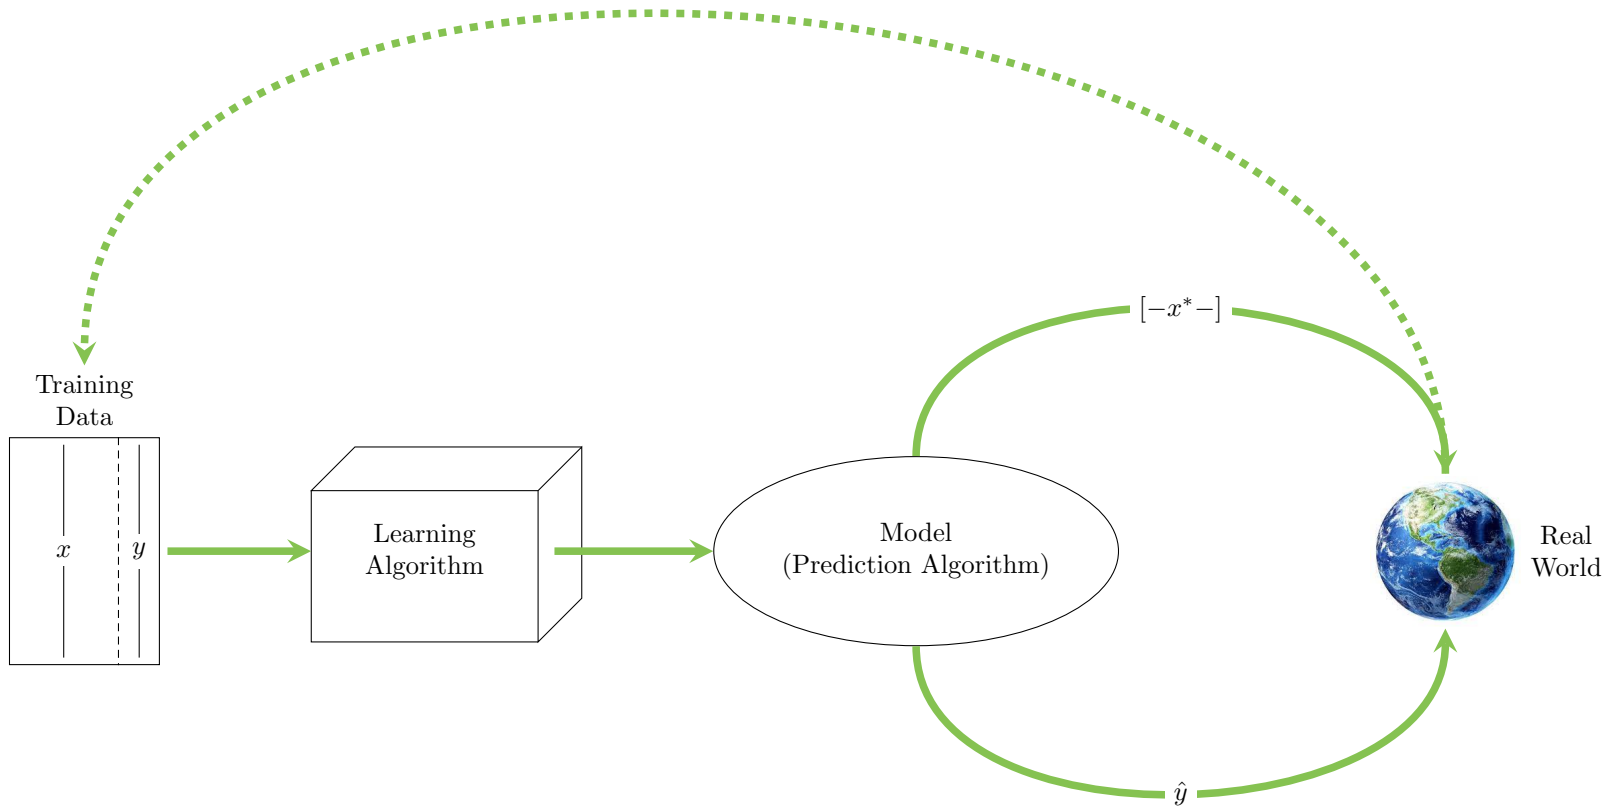 Training
Data
x
y
Learning
Algorithm
Model
(Prediction Algorithm)
[−x*−]
ŷ
Real
World